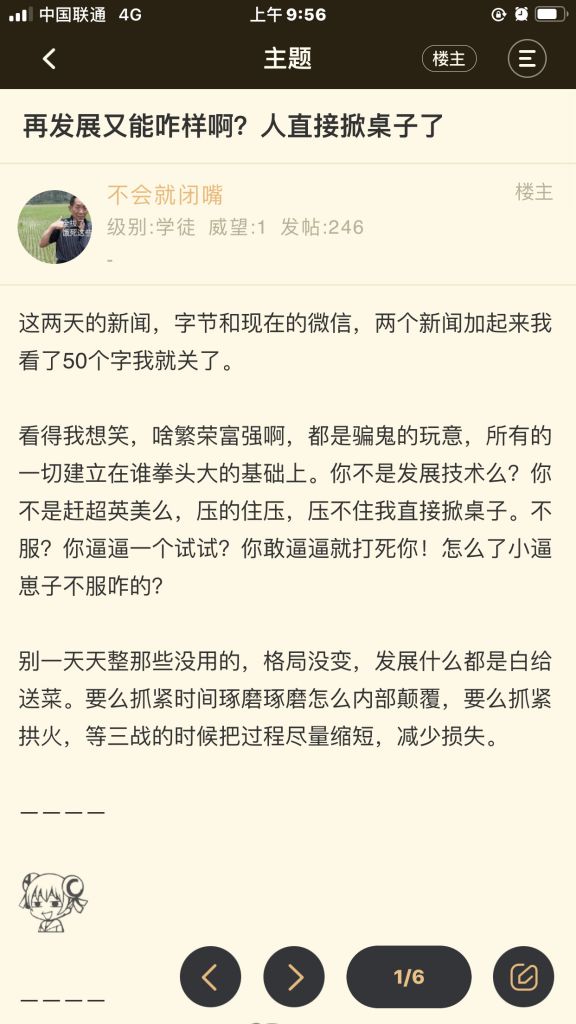 中国联通 4G 上午9:56
主题 楼主
再发展又能咋样啊？人直接掀桌子了
不会就闭嘴 楼主
级别:学徒 威望:1 发帖:246
-
这两天的新闻，字节和现在的微信，两个新闻加起来我
看了50个字我就关了。
看得我想笑，啥繁荣富强啊，都是骗鬼的玩意，所有的
一切建立在谁拳头大的基础上。你不是发展技术么？你
不是赶超英美么，压的住压，压不住我直接掀桌子。不
服？你逼逼一个试试？你敢逼逼就打死你！怎么了小逼
崽子不服咋的？
别一天天整那些没用的，格局没变，发展什么都是白给
送菜。要么抓紧时间琢磨琢磨怎么内部颠覆，要么抓紧
拱火，等三战的时候把过程尽量缩短，减少损失。
————
1/6
————